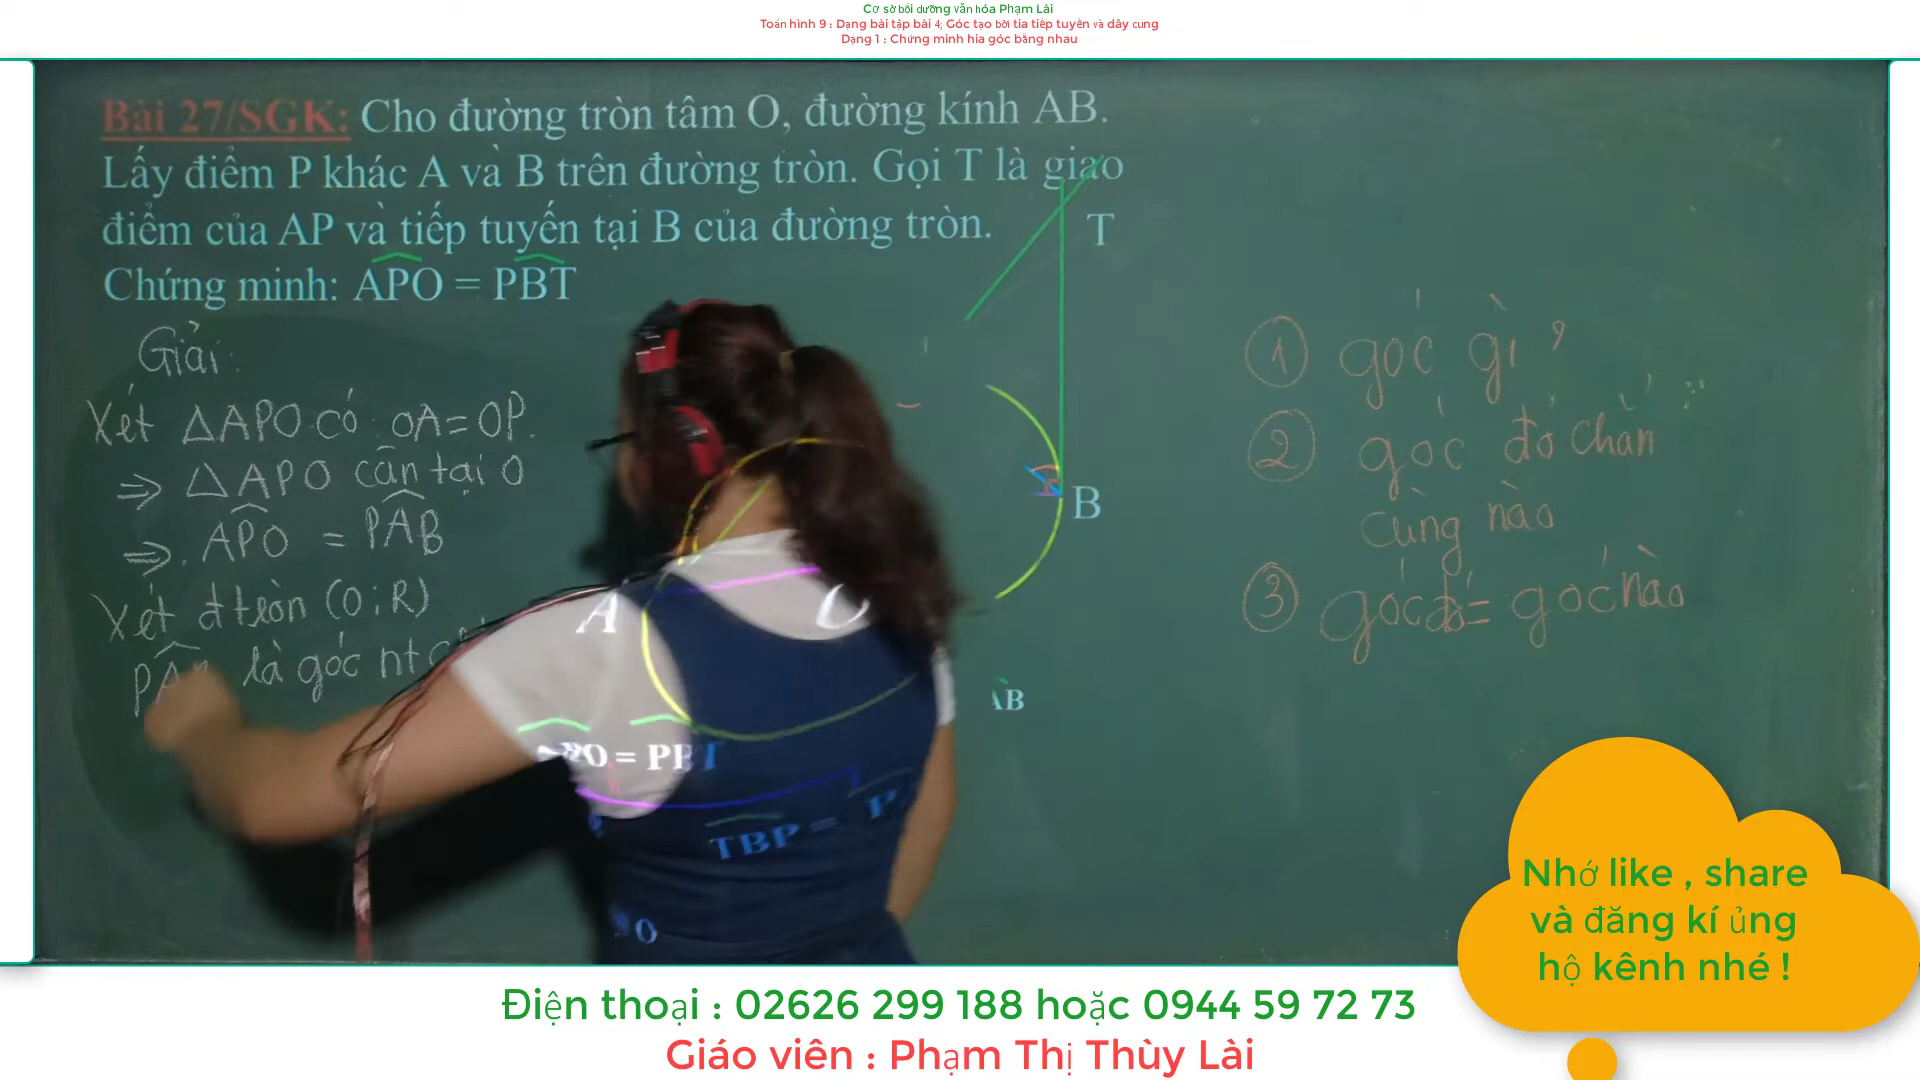 Cơ sở bồi dưỡng văn hóa Phạm Lài
Toán hình 9 : Dạng bài tập bài 4; Góc tạo bởi tia tiếp tuyến và dây cung
Dạng 1 : Chứng minh hia góc bằng nhau
Bài 27/SGK: Cho đường tròn tâm O, đường kính AB.
Lấy điểm P khác A và B trên đường tròn. Gọi T là giao
điểm của AP và tiếp tuyến tại B của đường tròn.
Chứng minh: APO = PBT
T
Giải:
Xét △APO có OA = OP.
⇒ △APO cân tại O
⇒ . APO = PAB
Xét đ tròn (O; R)
là góc nt
A
O
B
AB
= PBT
TBP =
O
① góc gì ?
② góc đó chắn
cung nào
③ góc đó = góc nào
Nhớ like , share
và đăng kí ủng
hộ kênh nhé !
Điện thoại : 02626 299 188 hoặc 0944 59 72 73
Giáo viên : Phạm Thị Thùy Lài